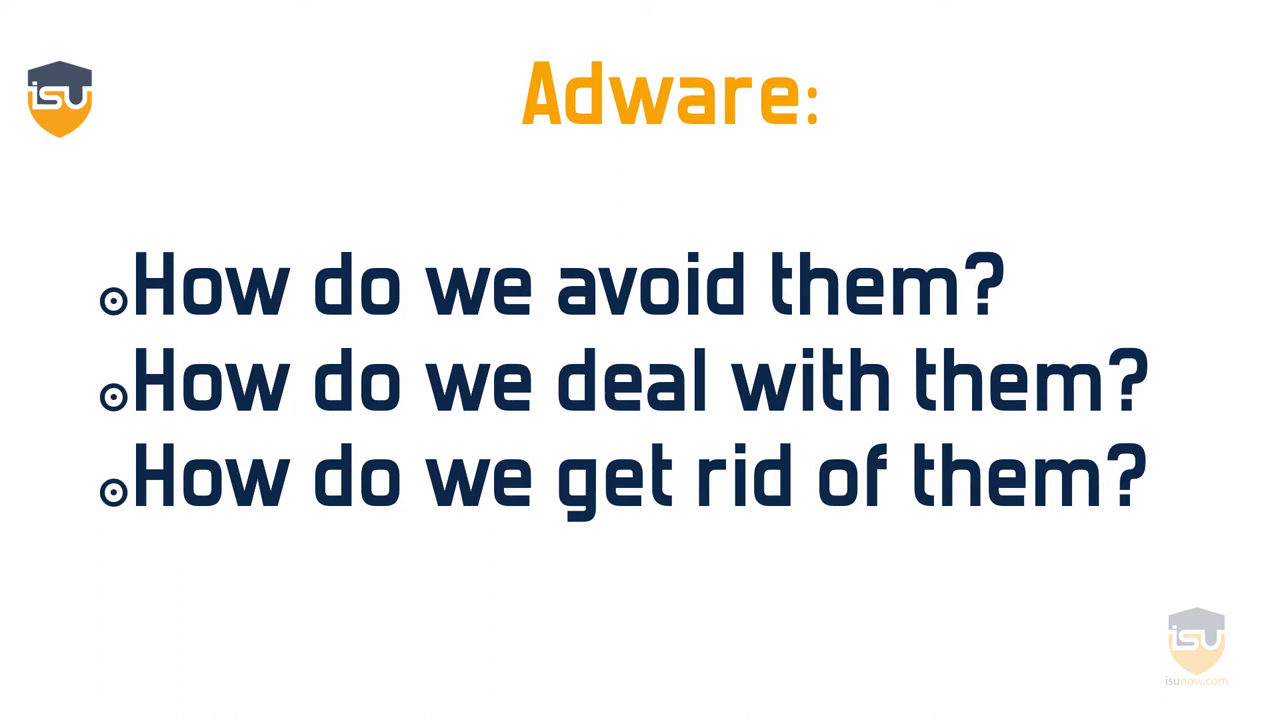 isu
Adware:
How do we avoid them?
How do we deal with them?
How do we get rid of them?
isu
isunow.com